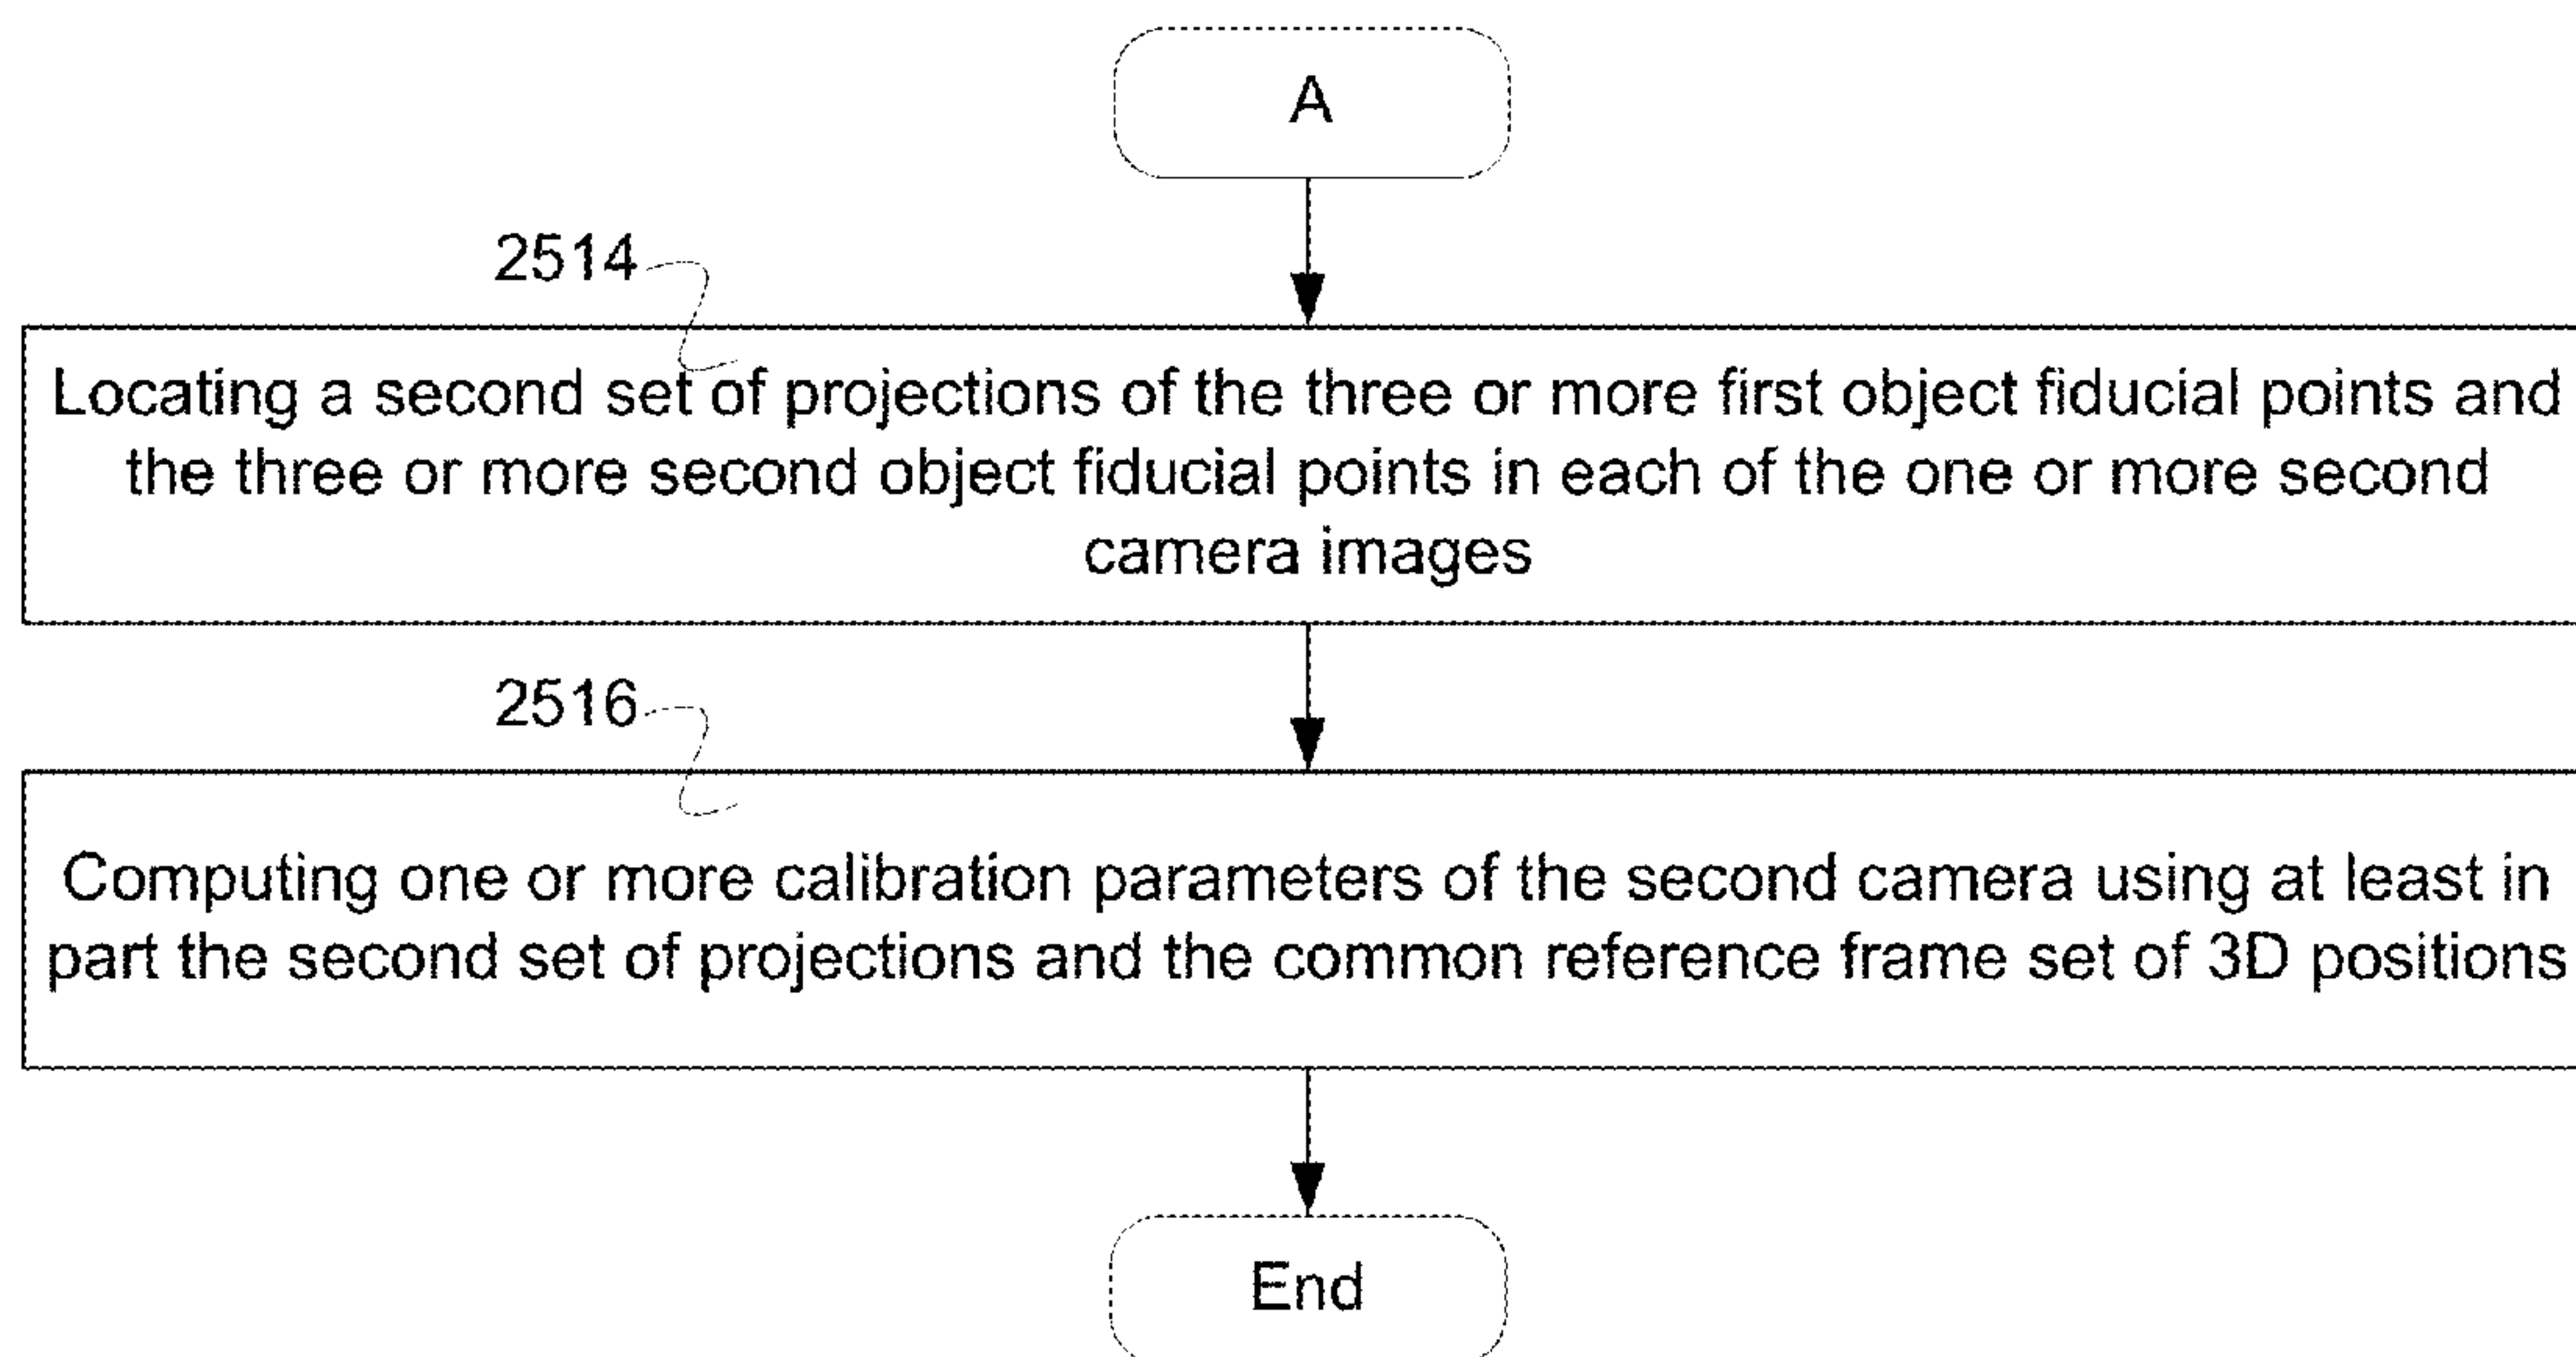 A
2514
Locating a second set of projections of the three or more first object fiducial points and
the three or more second object fiducial points in each of the one or more second
camera images
2516
Computing one or more calibration parameters of the second camera using at least in
part the second set of projections and the common reference frame set of 3D positions
End